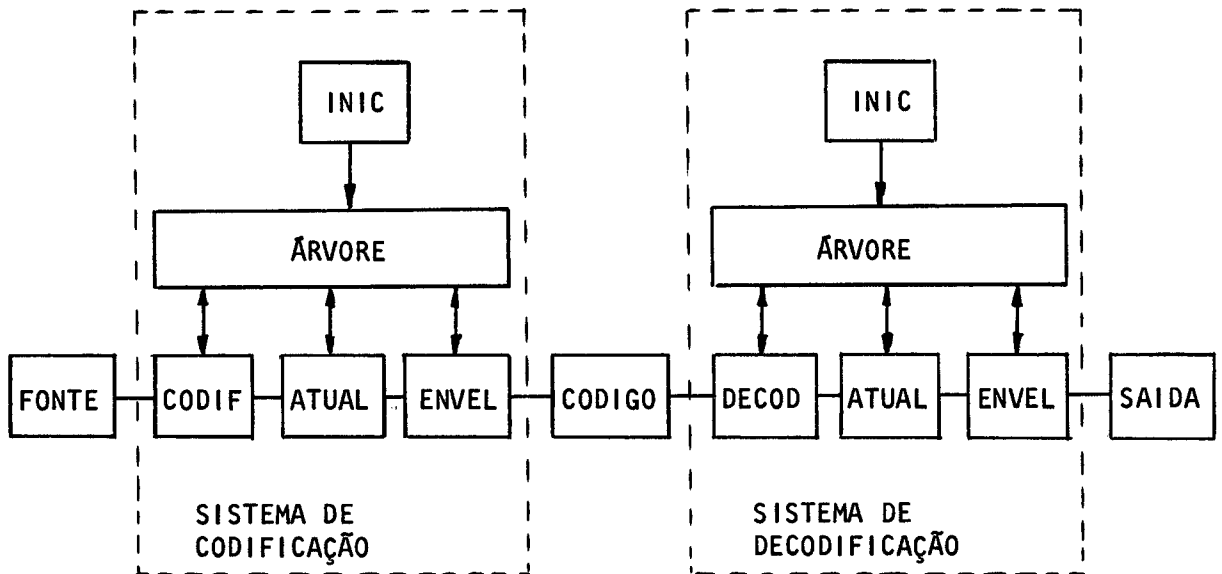 INIC
INIC
ÁRVORE
ÁRVORE
FONTE
CODIF
ATUAL
ENVEL
CODIGO
DECOD
ATUAL
ENVEL
SAIDA
SISTEMA DE
CODIFICAÇÃO
SISTEMA DE
DECODIFICAÇÃO